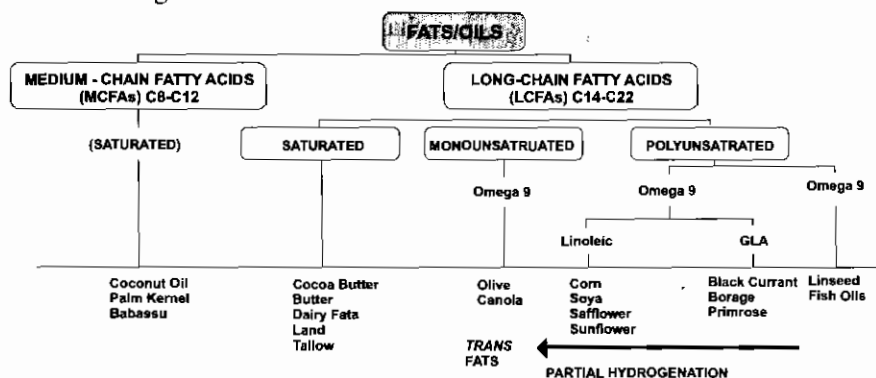 FATS/OILS
MEDIUM - CHAIN FATTY ACIDS
(MCFAs) C8-C12
LONG-CHAIN FATTY ACIDS
(LCFAs) C14-C22
(SATURATED)
SATURATED
MONOUNSATRUATED
POLYUNSATRATED
Omega 9
Omega 9
Omega 9
Linoleic
GLA
Coconut Oil
Palm Kernel
Babassu
Cocoa Butter
Butter
Dairy Fata
Land
Tallow
Olive
Canola
Corn
Soya
Safflower
Sunflower
Black Currant
Borage
Primrose
Linseed
Fish Oils
TRANS
FATS
PARTIAL HYDROGENATION